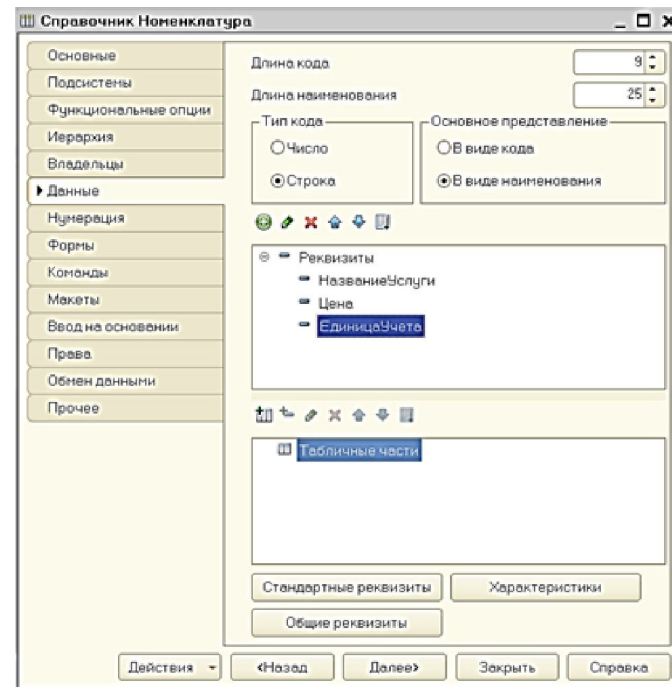 Справочник Номенклатура
Основные
Подсистемы
Функциональные опции
Иерархия
Владельцы
Данные
Нумерация
Формы
Команды
Макеты
Ввод на основании
Права
Обмен данными
Прочее
Длина кода 9
Длина наименования 25
Тип кода
Число
Строка
Основное представление
В виде кода
В виде наименования
Реквизиты
НазваниеУслуги
Цена
ЕдиницаУчета
Табличные части
Стандартные реквизиты Характеристики
Общие реквизиты
Действия <Назад Далее> Закрыть Справка